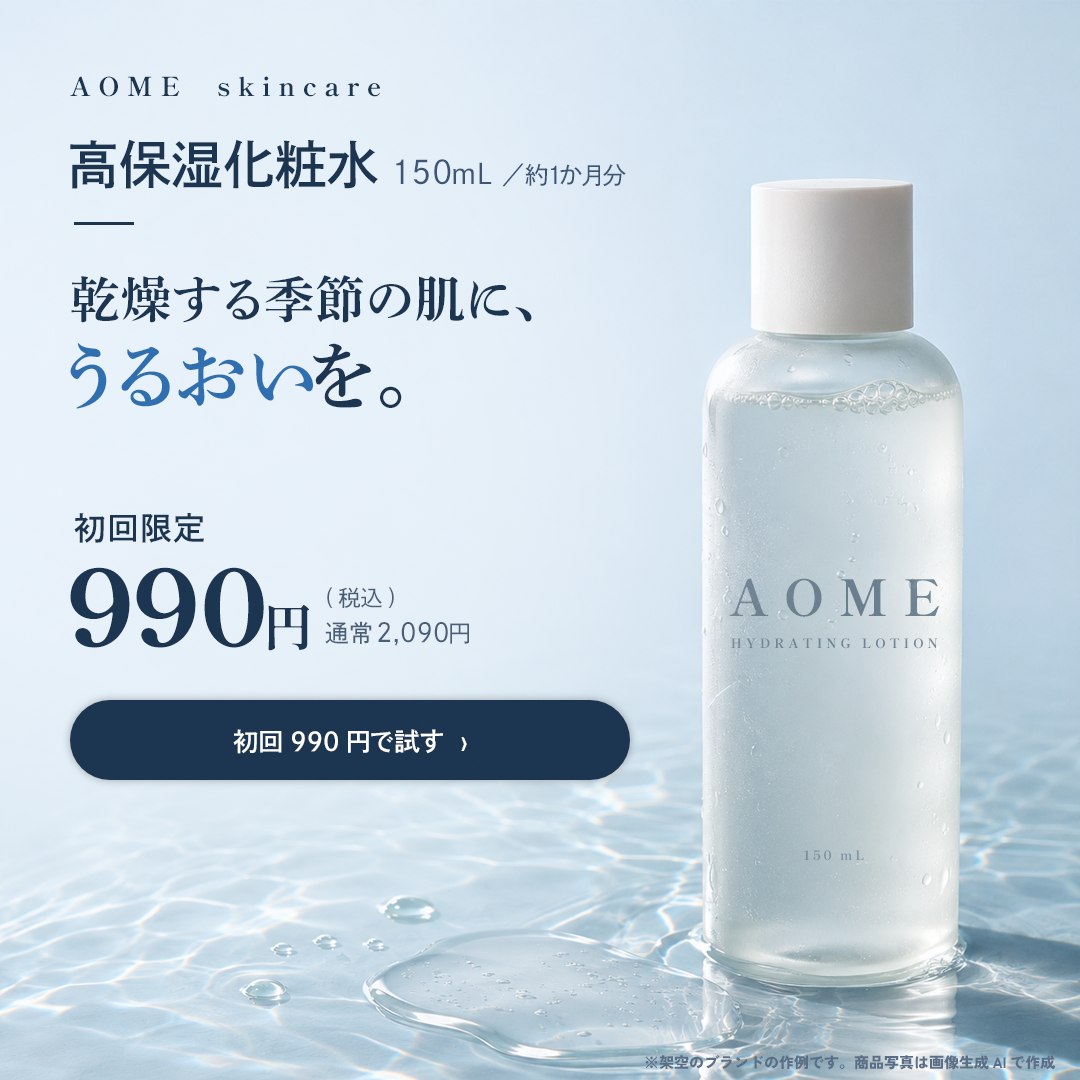 AOME skincare
高保湿化粧水 150mL ／約1か月分
乾燥する季節の肌に、
うるおいを。
初回限定
990円
(税込)
通常2,090円
初回 990 円で試す ›
AOME
HYDRATING LOTION
150 mL
※架空のブランドの作例です。商品写真は画像生成 AI で作成